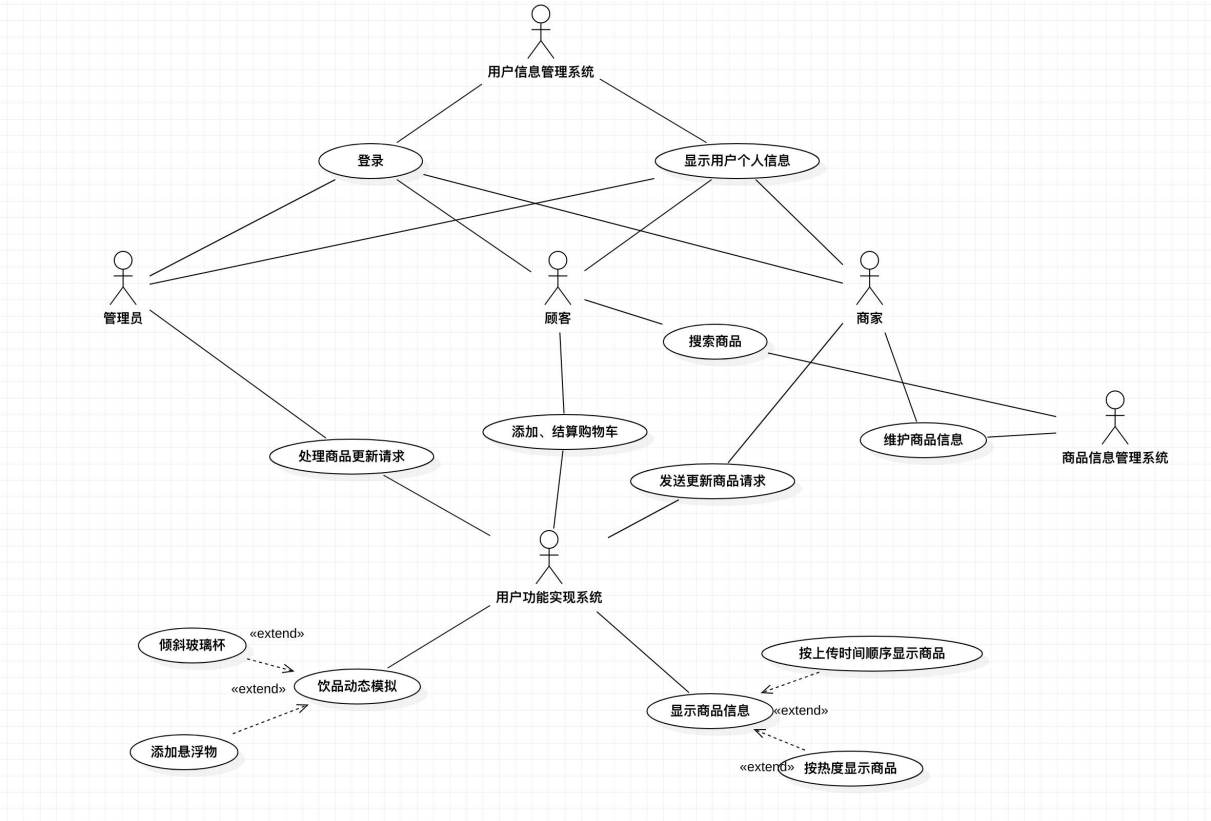 用户信息管理系统
登录
显示用户个人信息
管理员
顾客
商家
搜索商品
添加、结算购物车
维护商品信息
处理商品更新请求
商品信息管理系统
发送更新商品请求
用户功能实现系统
倾斜玻璃杯
«extend»
按上传时间顺序显示商品
«extend»
饮品动态模拟
显示商品信息
«extend»
添加悬浮物
«extend»
按热度显示商品